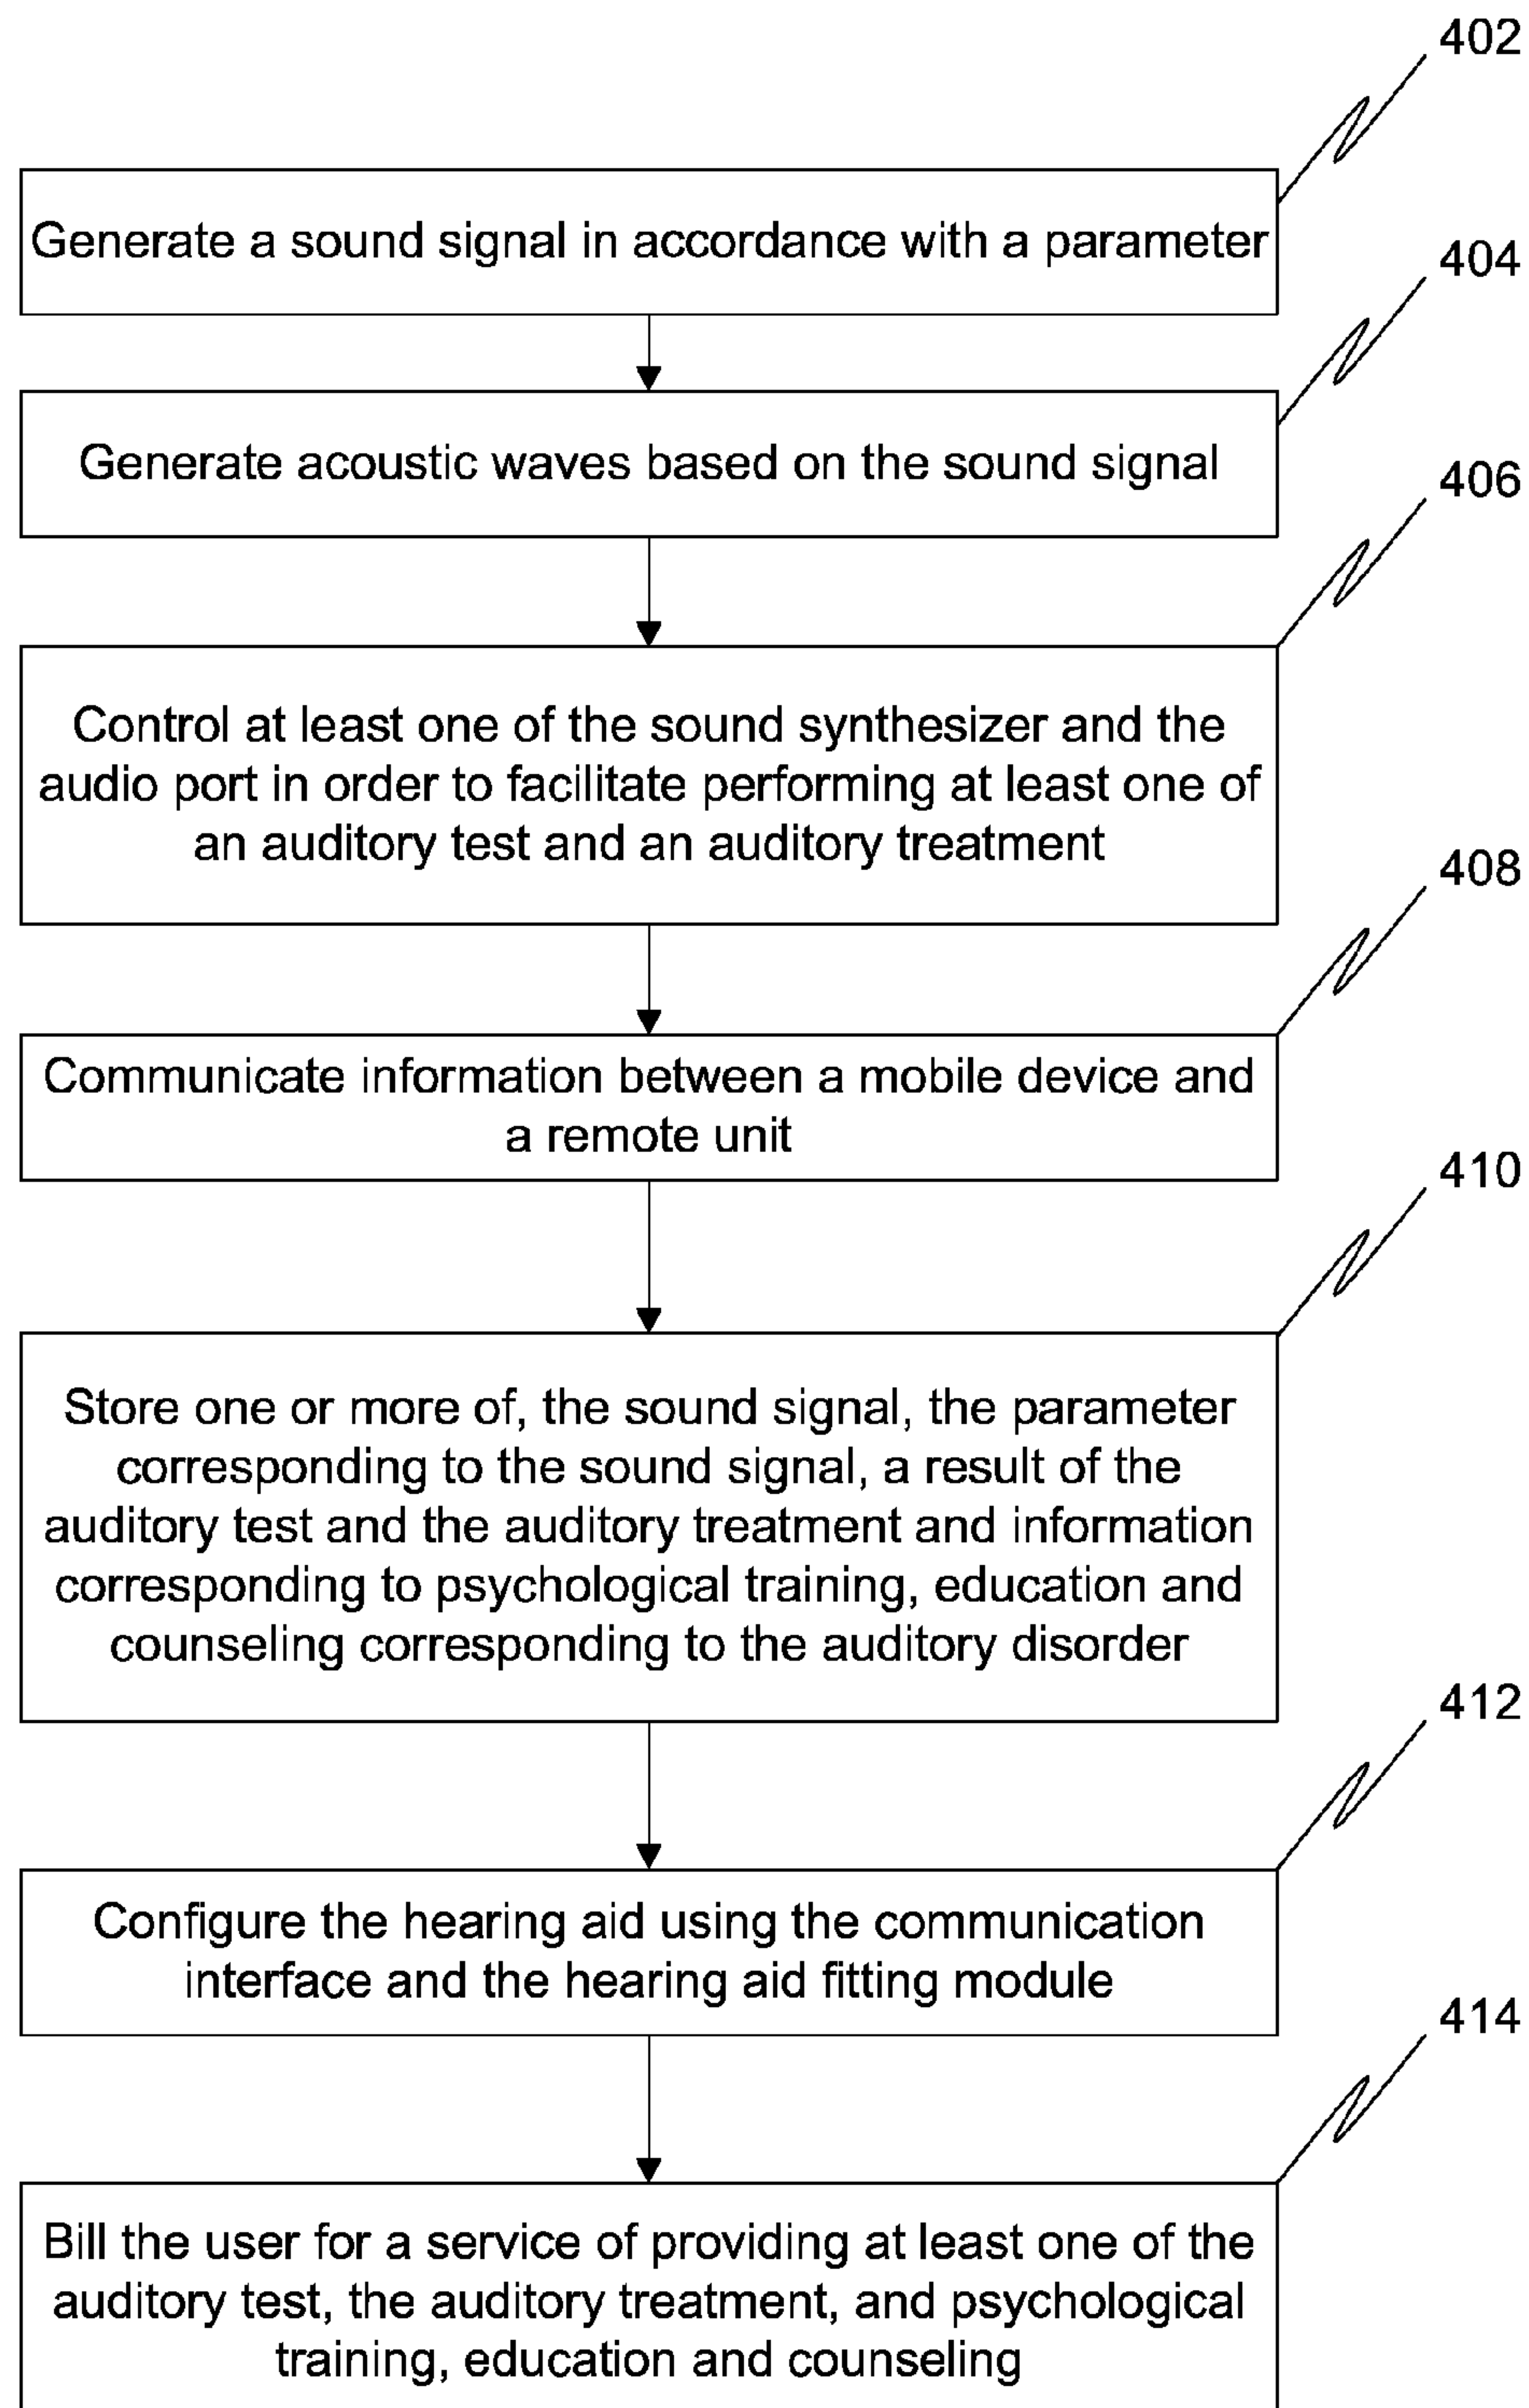 402
Generate a sound signal in accordance with a parameter
404
Generate acoustic waves based on the sound signal
406
Control at least one of the sound synthesizer and the
audio port in order to facilitate performing at least one of
an auditory test and an auditory treatment
408
Communicate information between a mobile device and
a remote unit
410
Store one or more of, the sound signal, the parameter
corresponding to the sound signal, a result of the
auditory test and the auditory treatment and information
corresponding to psychological training, education and
counseling corresponding to the auditory disorder
412
Configure the hearing aid using the communication
interface and the hearing aid fitting module
414
Bill the user for a service of providing at least one of the
auditory test, the auditory treatment, and psychological
training, education and counseling